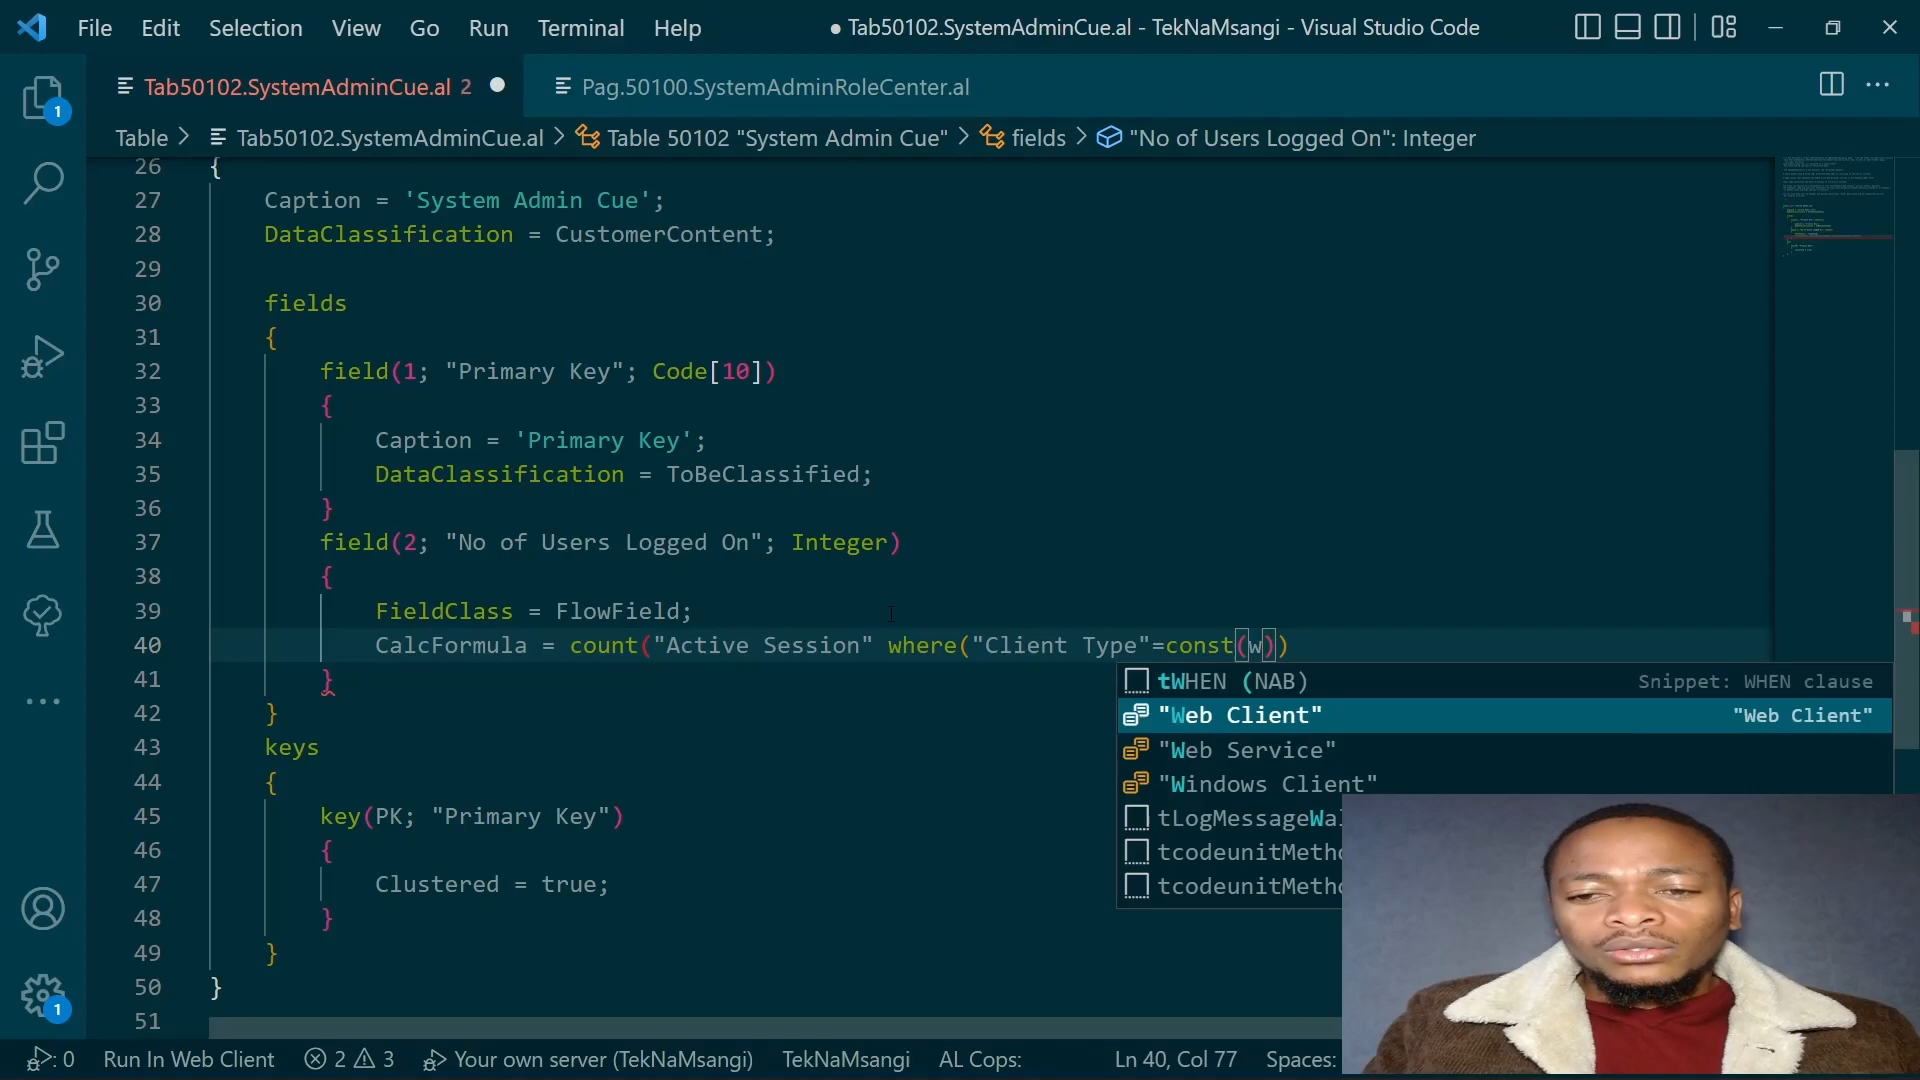 File Edit Selection View Go Run Terminal Help ● Tab50102.SystemAdminCue.al - TekNaMsangi - Visual Studio Code
Tab50102.SystemAdminCue.al 2 ● Pag.50100.SystemAdminRoleCenter.al ...
Table > Tab50102.SystemAdminCue.al > Table 50102 "System Admin Cue" > fields > "No of Users Logged On": Integer
26 {
27 Caption = 'System Admin Cue';
28 DataClassification = CustomerContent;
29
30 fields
31 {
32 field(1; "Primary Key"; Code[10])
33 {
34 Caption = 'Primary Key';
35 DataClassification = ToBeClassified;
36 }
37 field(2; "No of Users Logged On"; Integer)
38 {
39 FieldClass = FlowField;
40 CalcFormula = count("Active Session" where("Client Type"=const(w))
41 }
tWHEN (NAB) Snippet: WHEN clause
42 }
"Web Client" "Web Client"
43 keys
"Web Service"
44 {
"Windows Client"
45 key(PK; "Primary Key")
tLogMessageWa
46 {
tcodeunitMeth
47 Clustered = true;
tcodeunitMeth
48 }
49 }
50 }
51
1
1
0 Run In Web Client 2 3 Your own server (TekNaMsangi) TekNaMsangi AL Cops: Ln 40, Col 77 Spaces: